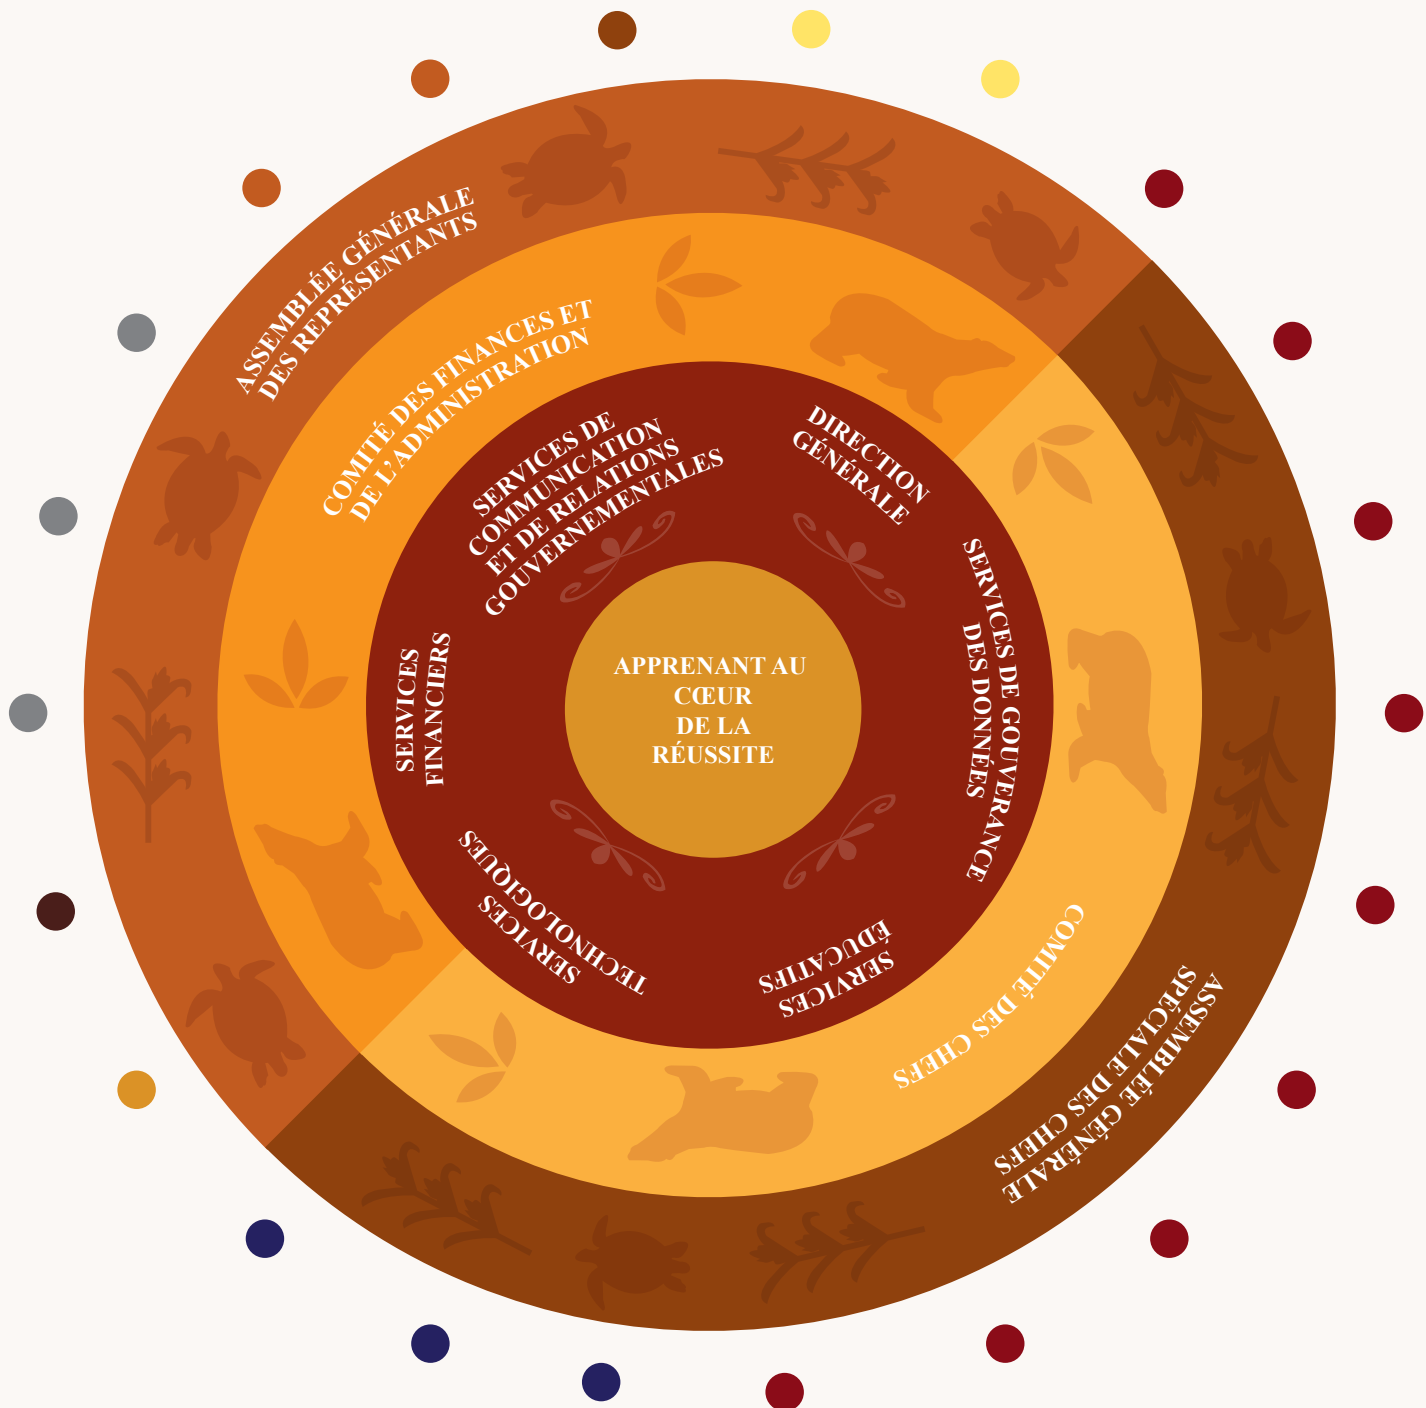 ASSEMBLÉE GÉNÉRALE
DES REPRÉSENTANTS
COMITÉ DES FINANCES ET
DE L'ADMINISTRATION
SERVICES DE
COMMUNICATION
ET DE RELATIONS
GOUVERNEMENTALES
DIRECTION
GÉNÉRALE
SERVICES DE GOUVERANCE
DES DONNÉES
SERVICES
FINANCIERS
APPRENANT AU
CŒUR
DE LA
RÉUSSITE
SERVICES
TECHNOLOGIQUES
SERVICES
ÉDUCATIFS
COMITÉ DES CHEFS
ASSEMBLÉE GÉNÉRALE
SPÉCIALE DES CHEFS